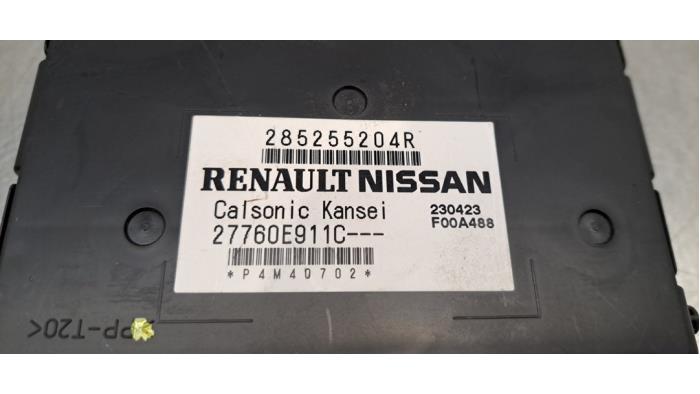 285255204R
RENAULT NISSAN
Calsonic Kansei
230423
27760E911C---
F00A488
*P4M40702*
PP-T20<